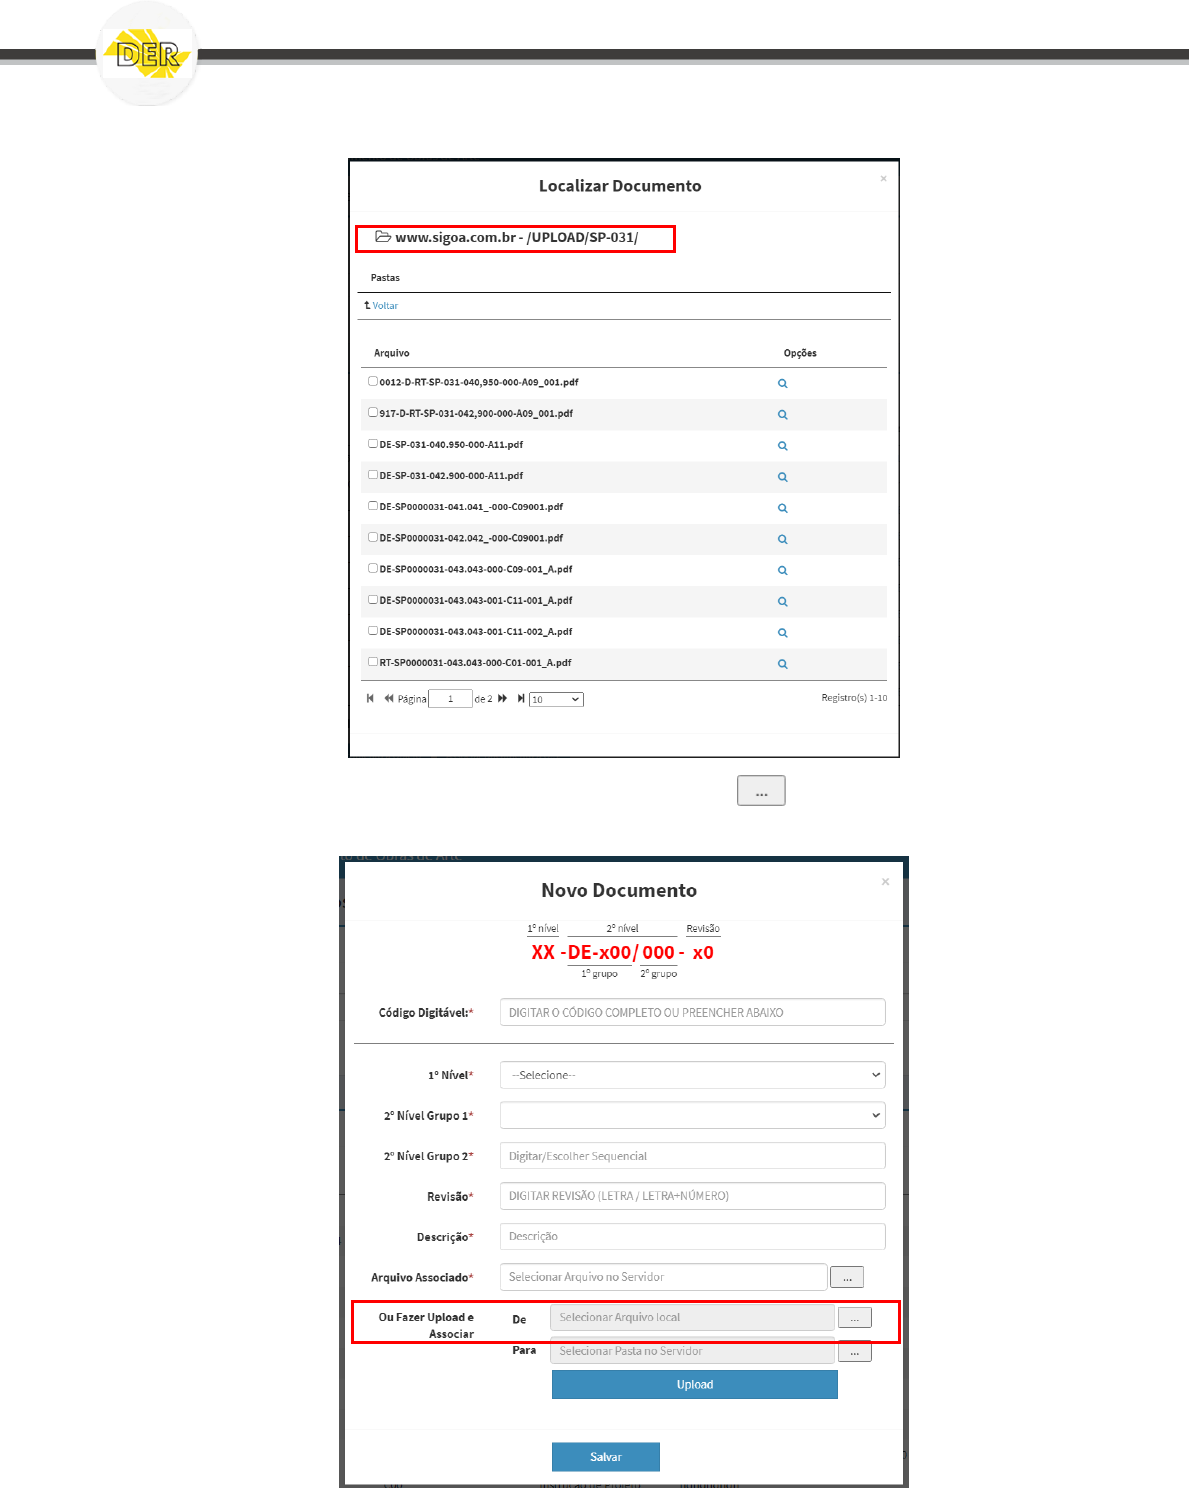 DER
Localizar Documento
×
www.sigoa.com.br - /UPLOAD/SP-031/
Pastas
Voltar
Arquivo Opções
0012-D-RT-SP-031-040,950-000-A09_001.pdf
917-D-RT-SP-031-042,900-000-A09_001.pdf
DE-SP-031-040.950-000-A11.pdf
DE-SP-031-042.900-000-A11.pdf
DE-SP0000031-041.041_-000-C09001.pdf
DE-SP0000031-042.042_-000-C09001.pdf
DE-SP0000031-043.043-000-C09-001_A.pdf
DE-SP0000031-043.043-001-C11-001_A.pdf
DE-SP0000031-043.043-001-C11-002_A.pdf
RT-SP0000031-043.043-000-C01-001_A.pdf
Página 1 de 2 10 Registro(s) 1-10
...
to de Obras de Arte
Novo Documento
×
1º nível 2º nível Revisão
XX -DE-x00/000- x0
1º grupo 2º grupo
Código Digitável:* DIGITAR O CÓDIGO COMPLETO OU PREENCHER ABAIXO
1º Nível* --Selecione--
2º Nível Grupo 1*
2º Nível Grupo 2* Digitar/Escolher Sequencial
Revisão* DIGITAR REVISÃO (LETRA / LETRA+NÚMERO)
Descrição* Descrição
Arquivo Associado* Selecionar Arquivo no Servidor ...
Ou Fazer Upload e Associar De Selecionar Arquivo local ...
Para Selecionar Pasta no Servidor ...
Upload
Salvar